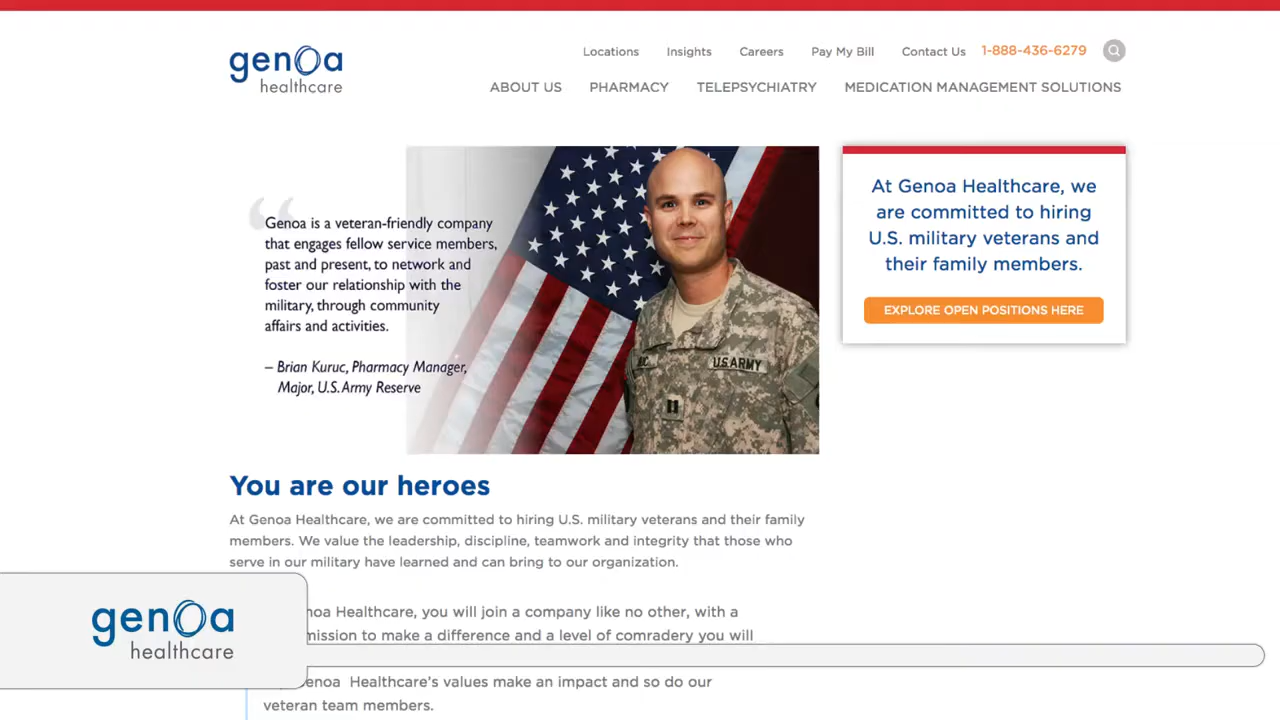 genoa
healthcare
Locations Insights Careers Pay My Bill Contact Us 1-888-436-6279
ABOUT US PHARMACY TELEPSYCHIATRY MEDICATION MANAGEMENT SOLUTIONS
“
Genoa is a veteran-friendly company
that engages fellow service members,
past and present, to network and
foster our relationship with the
military, through community
affairs and activities.
– Brian Kuruc, Pharmacy Manager,
Major, U.S. Army Reserve
U.S. ARMY
At Genoa Healthcare, we
are committed to hiring
U.S. military veterans and
their family members.
EXPLORE OPEN POSITIONS HERE
You are our heroes
At Genoa Healthcare, we are committed to hiring U.S. military veterans and their family
members. We value the leadership, discipline, teamwork and integrity that those who
serve in our military have learned and can bring to our organization.
Healthcare, you will join a company like no other, with a
to make a difference and a level of comradery you will
Healthcare's values make an impact and so do our
veteran team members.
genoa
healthcare